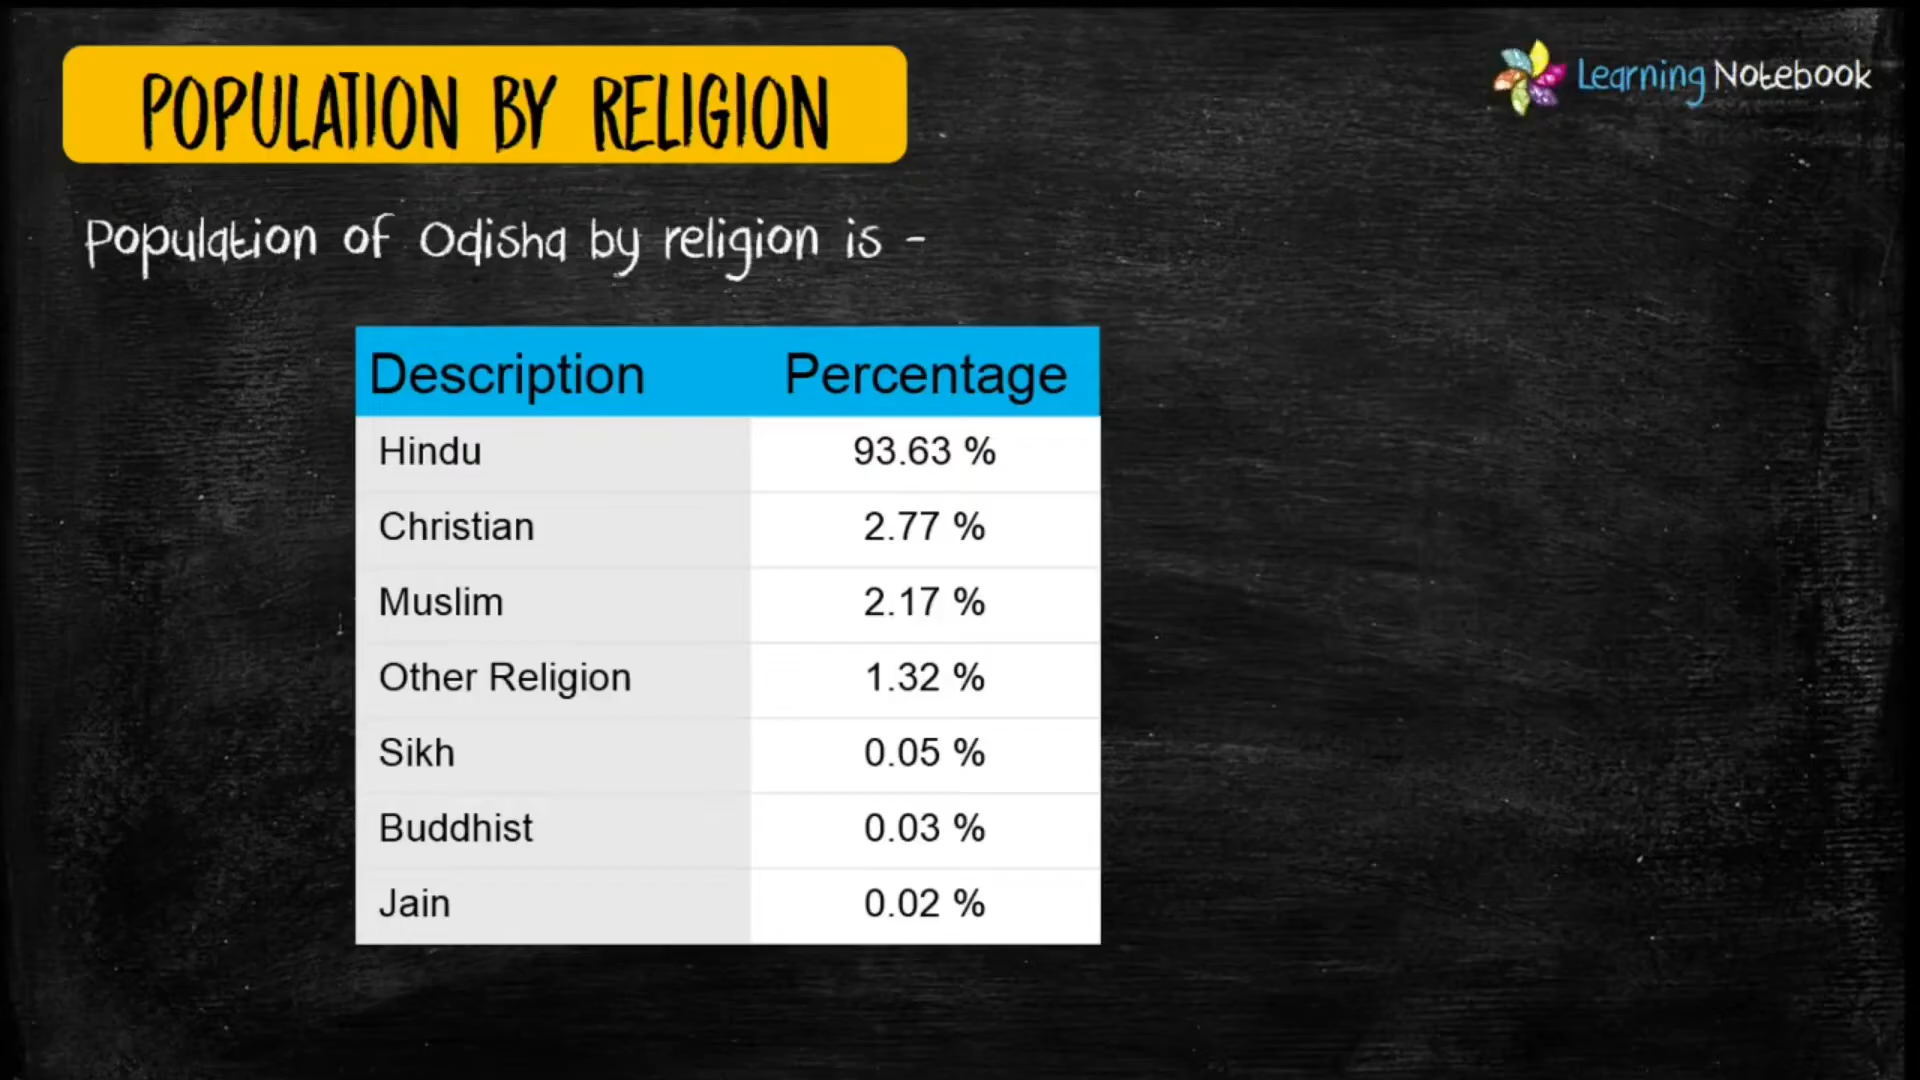 POPULATION BY RELIGION
Learning Notebook
Population of Odisha by religion is -
Description Percentage
Hindu 93.63 %
Christian 2.77 %
Muslim 2.17 %
Other Religion 1.32 %
Sikh 0.05 %
Buddhist 0.03 %
Jain 0.02 %